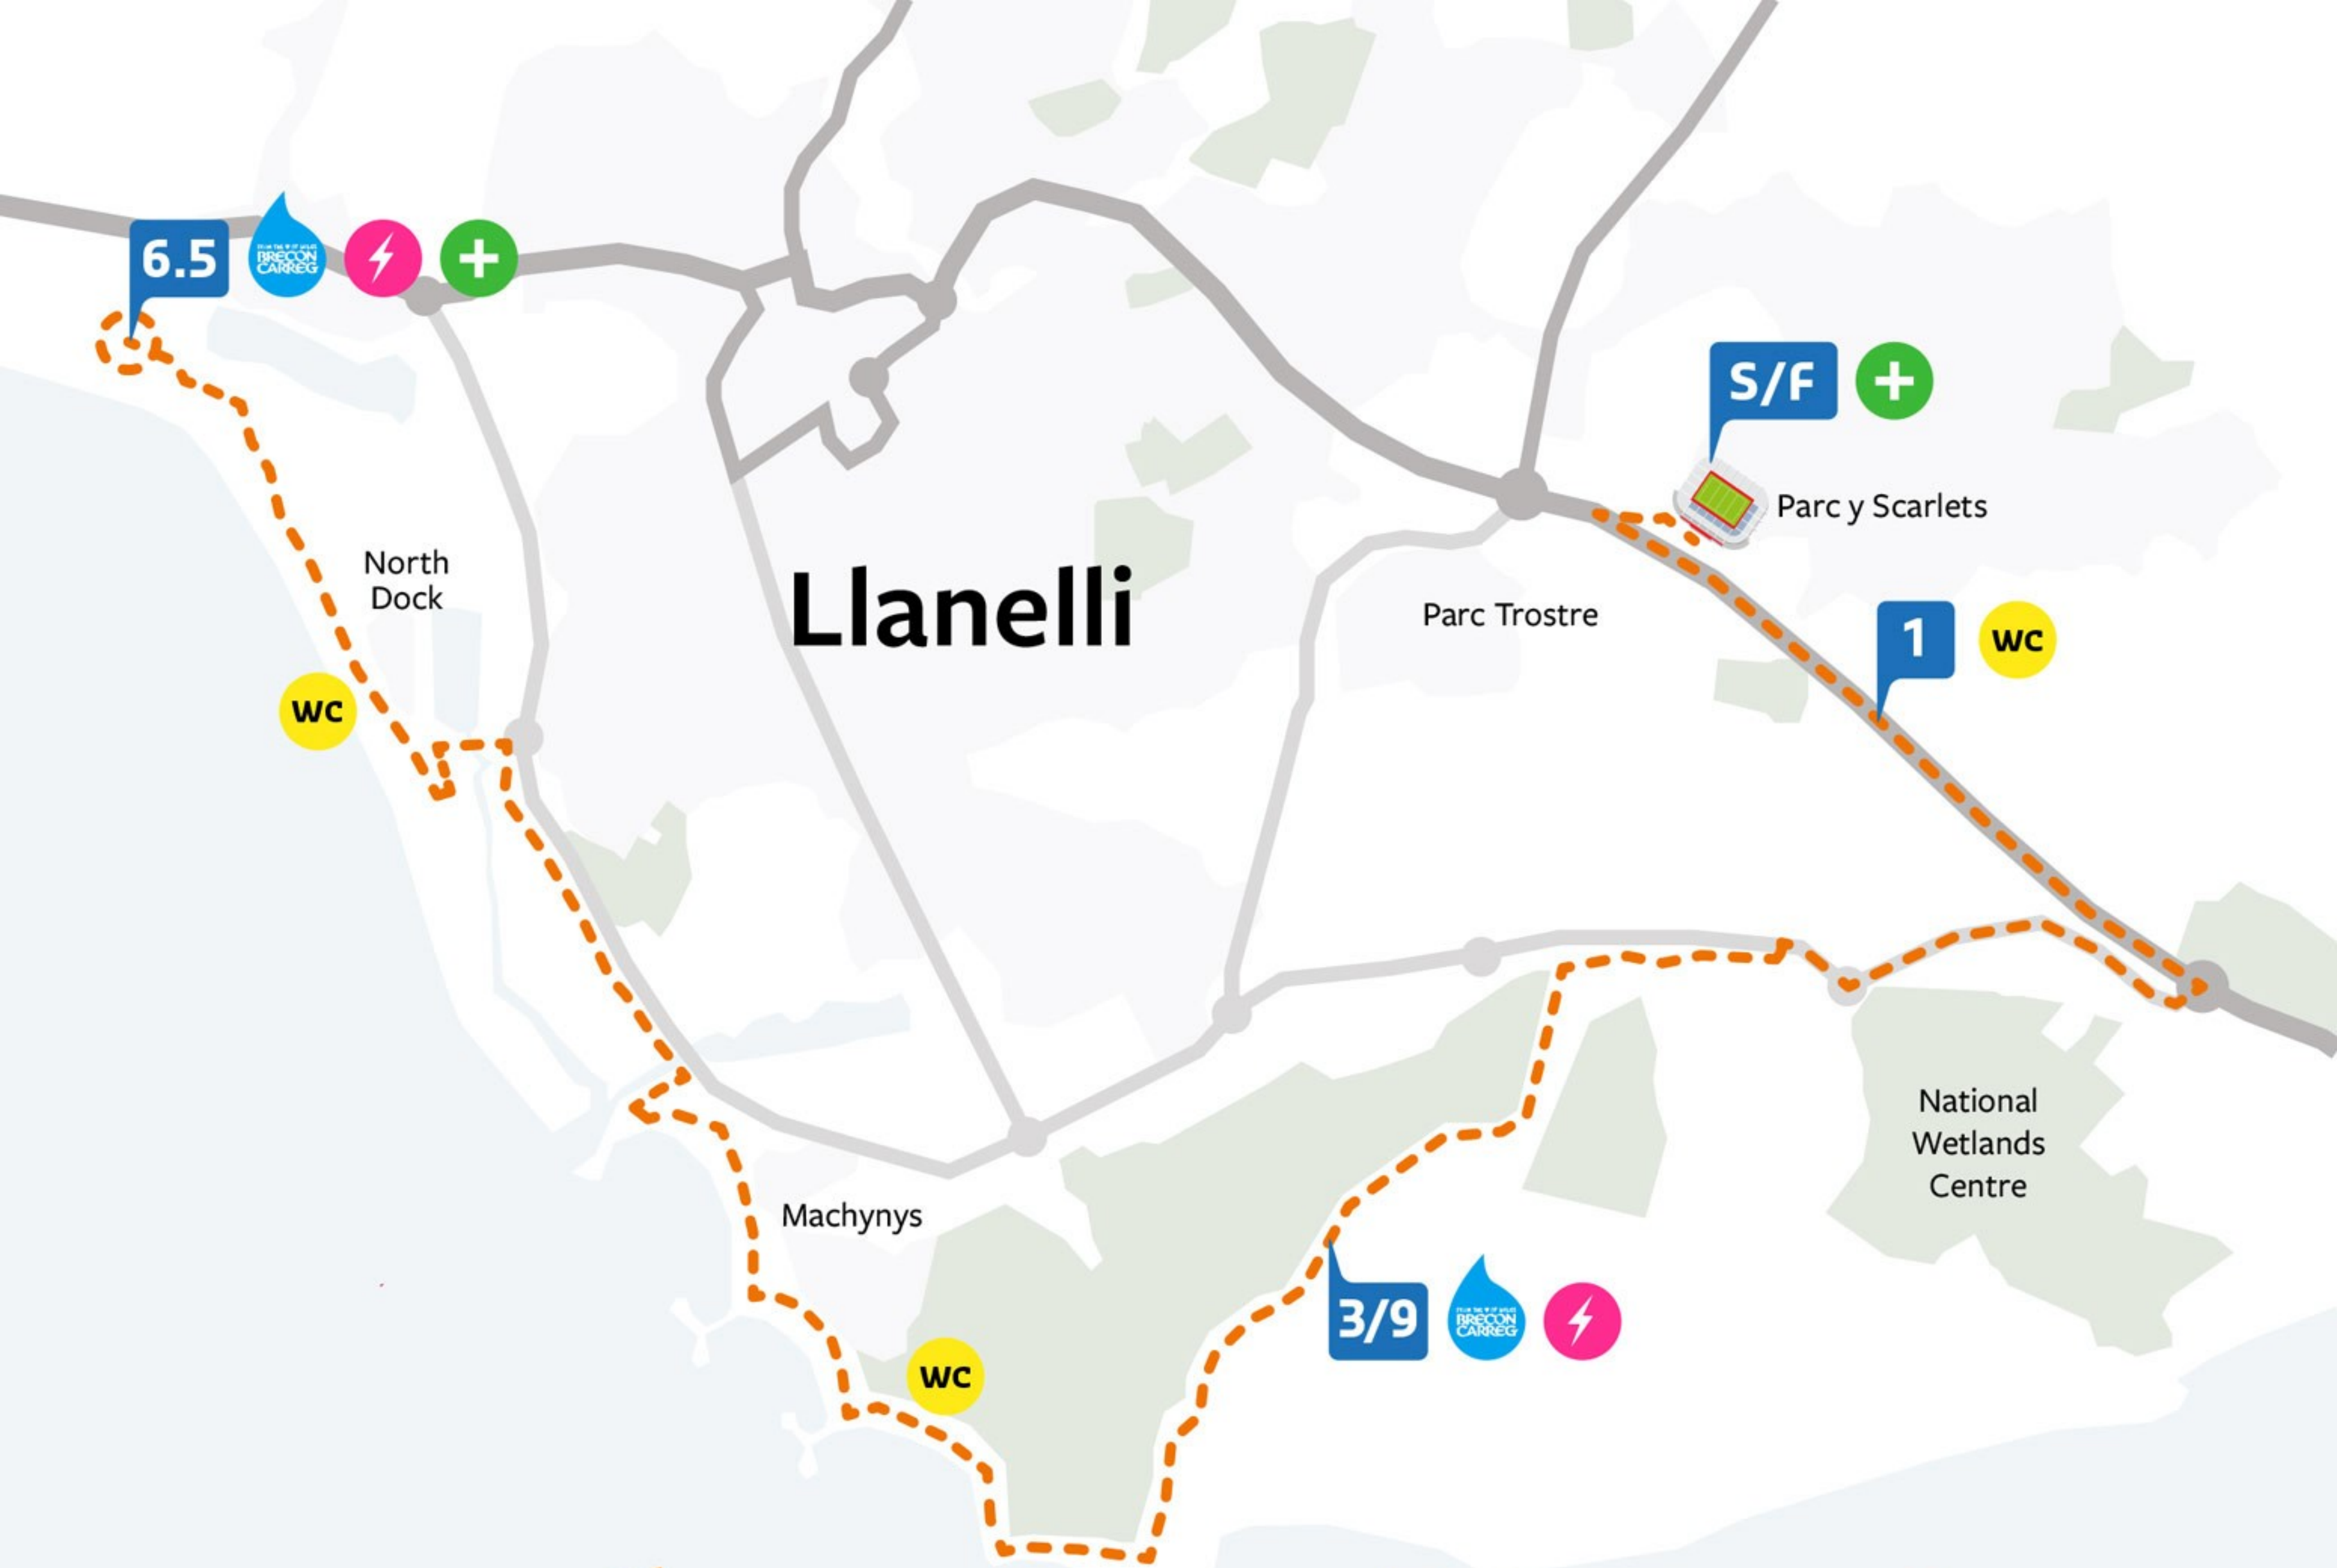 6.5
BRECON
CARREG
S/F
Parc y Scarlets
North
Dock
Llanelli
Parc Trostre
1
WC
WC
National
Wetlands
Centre
Machynys
3/9
BRECON
CARREG
WC